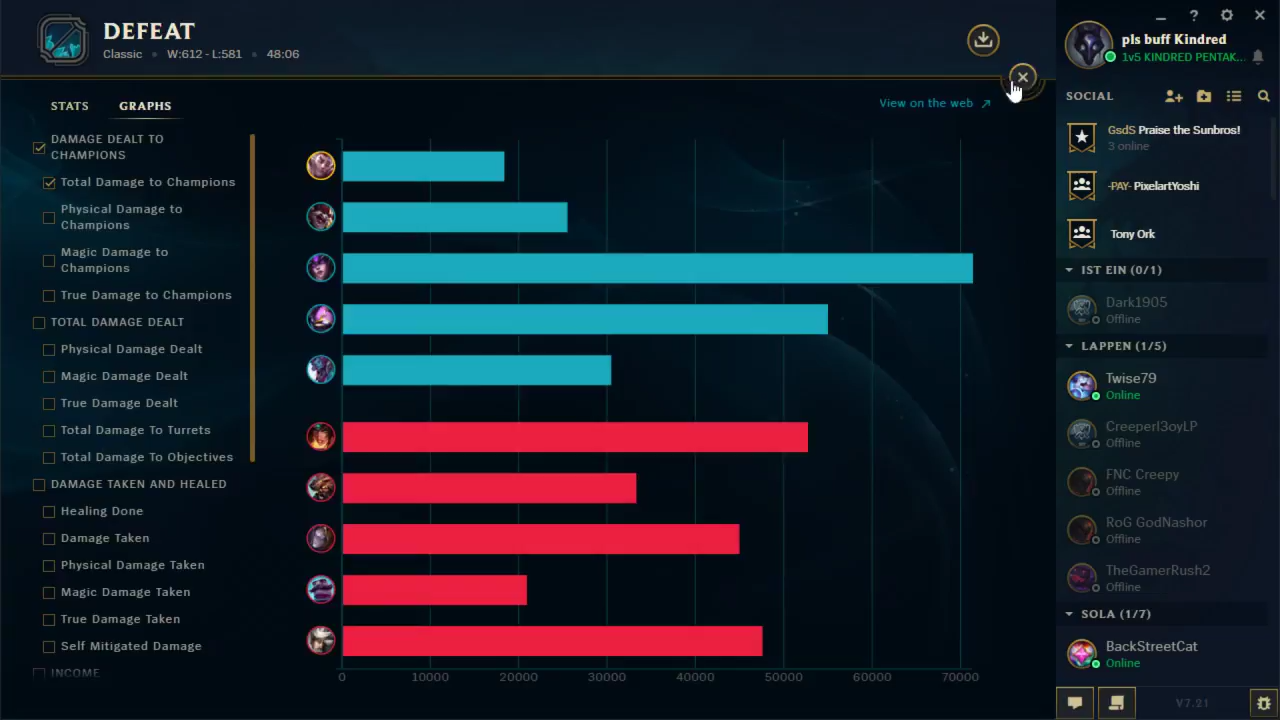 DEFEAT
Classic • W:612 - L:581 • 48:06
STATS GRAPHS
View on the web
DAMAGE DEALT TO
CHAMPIONS
Total Damage to Champions
Physical Damage to
Champions
Magic Damage to
Champions
True Damage to Champions
TOTAL DAMAGE DEALT
Physical Damage Dealt
Magic Damage Dealt
True Damage Dealt
Total Damage To Turrets
Total Damage To Objectives
DAMAGE TAKEN AND HEALED
Healing Done
Damage Taken
Physical Damage Taken
Magic Damage Taken
True Damage Taken
Self Mitigated Damage
INCOME
0 10000 20000 30000 40000 50000 60000 70000
pls buff Kindred
1v5 KINDRED PENTAK...
SOCIAL
GsdS Praise the Sunbros!
3 online
-PAY- PixelartYoshi
Tony Ork
IST EIN (0/1)
Dark1905
Offline
LAPPEN (1/5)
Twise79
Online
CreeperI3oyLP
Offline
FNC Creepy
Offline
RoG GodNashor
Offline
TheGamerRush2
Offline
SOLA (1/7)
BackStreetCat
Online
V7.21